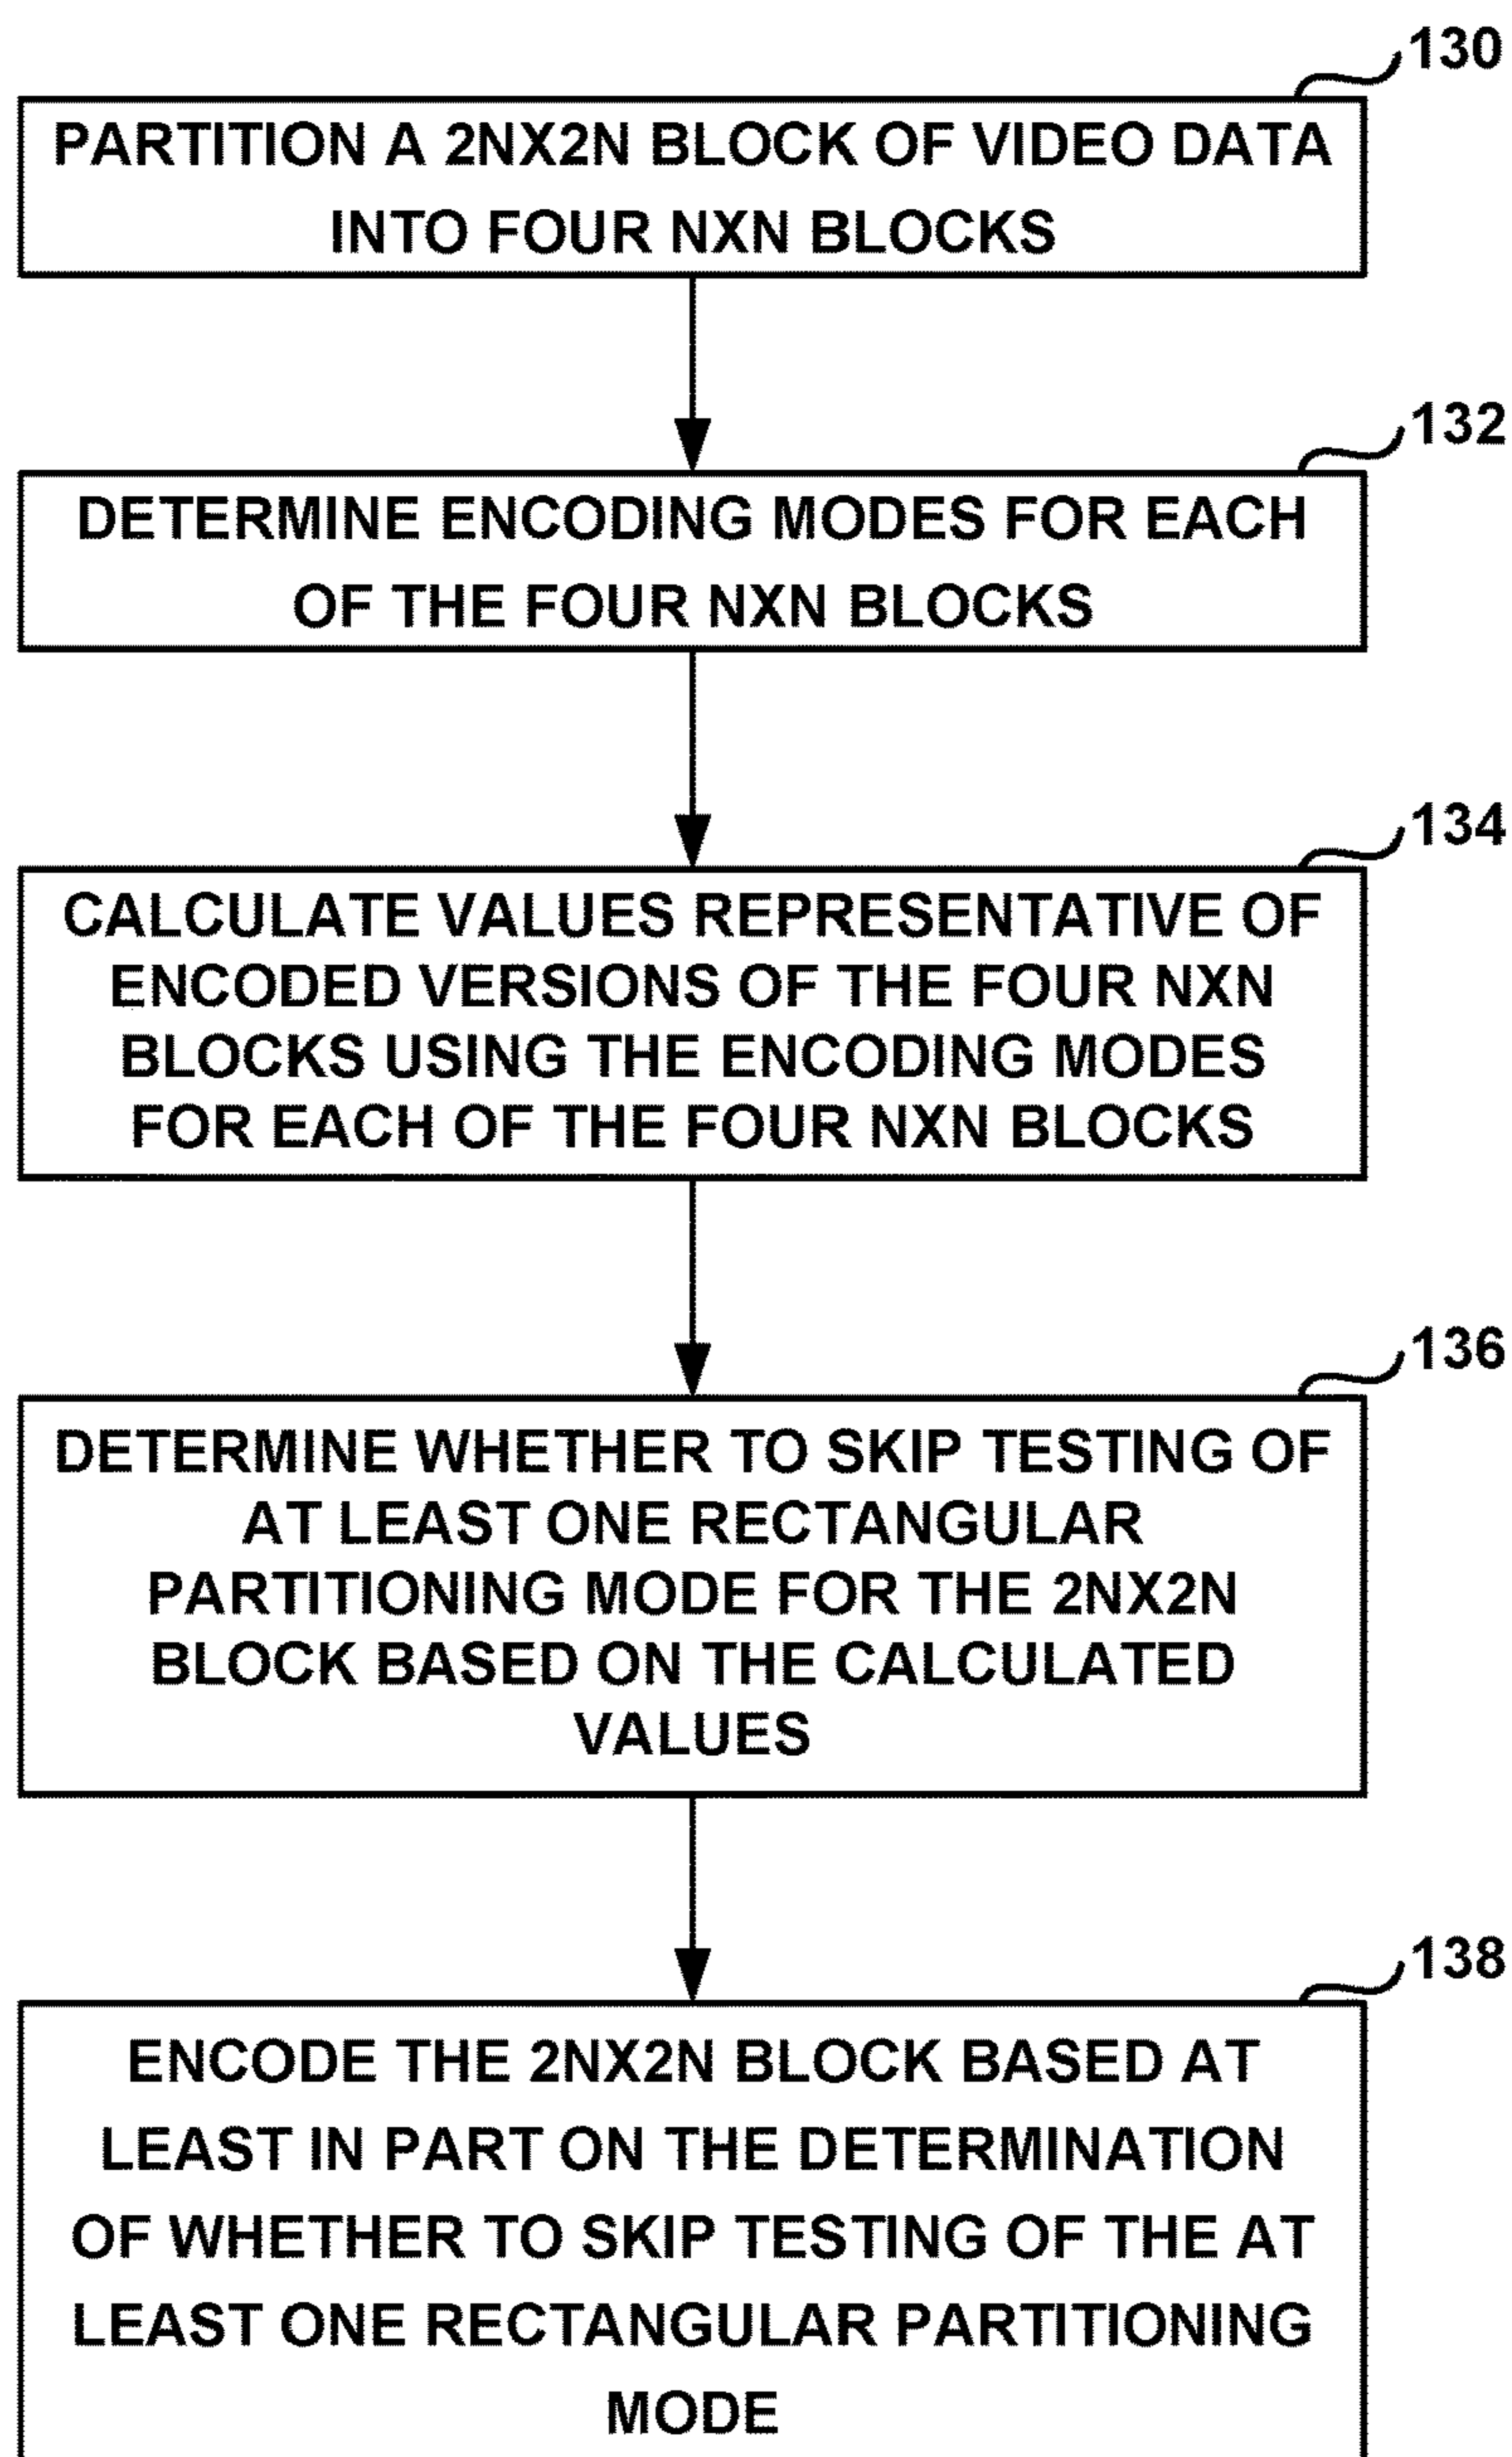 130
PARTITION A 2NX2N BLOCK OF VIDEO DATA
INTO FOUR NXN BLOCKS
132
DETERMINE ENCODING MODES FOR EACH
OF THE FOUR NXN BLOCKS
134
CALCULATE VALUES REPRESENTATIVE OF
ENCODED VERSIONS OF THE FOUR NXN
BLOCKS USING THE ENCODING MODES
FOR EACH OF THE FOUR NXN BLOCKS
136
DETERMINE WHETHER TO SKIP TESTING OF
AT LEAST ONE RECTANGULAR
PARTITIONING MODE FOR THE 2NX2N
BLOCK BASED ON THE CALCULATED
VALUES
138
ENCODE THE 2NX2N BLOCK BASED AT
LEAST IN PART ON THE DETERMINATION
OF WHETHER TO SKIP TESTING OF THE AT
LEAST ONE RECTANGULAR PARTITIONING
MODE